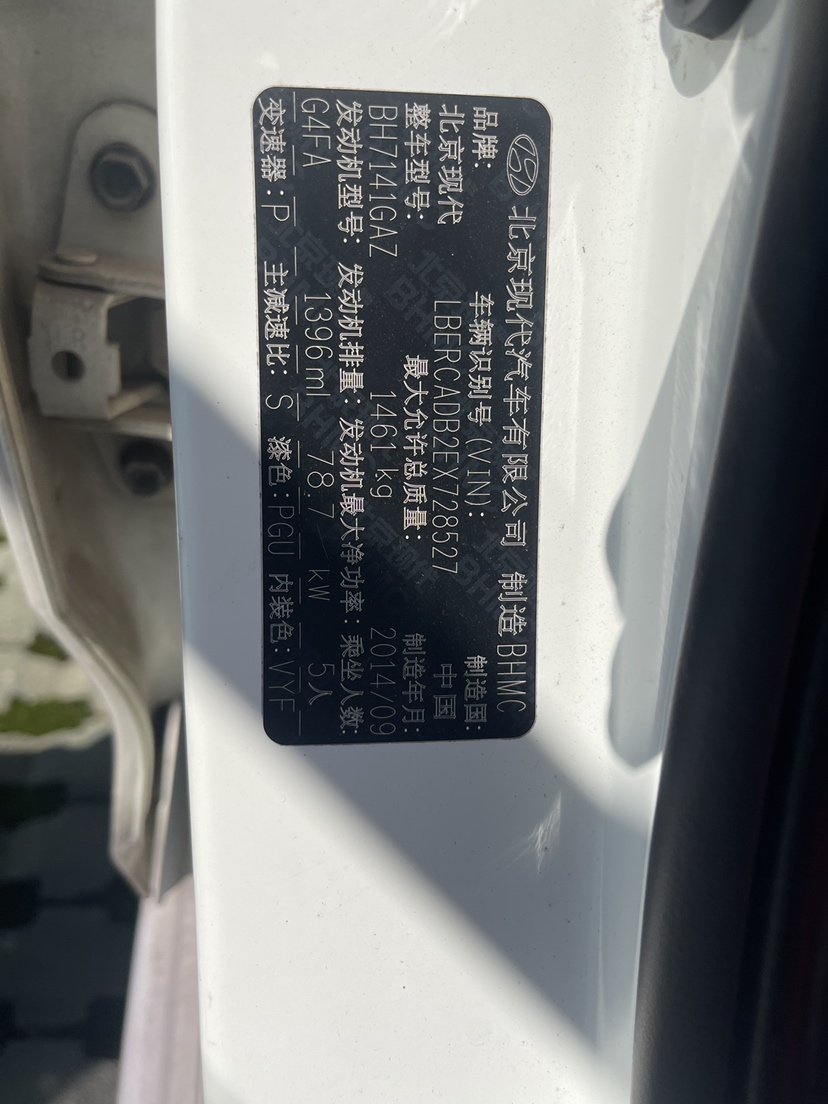 北京现代汽车有限公司 制造 BHMC
品牌: 车辆识别号(VIN): 制造国:
北京现代 LBERCADB2EX728527 中国
整车型号: 最大允许总质量: 制造年月:
BH7141GAZ 1461 kg 2014/09
发动机型号: 发动机排量: 发动机最大净功率: 乘坐人数:
G4FA 1396 ml 78.7 kW 5人
变速器: P 主减速比: S 漆色: PGU 内装色: VYF